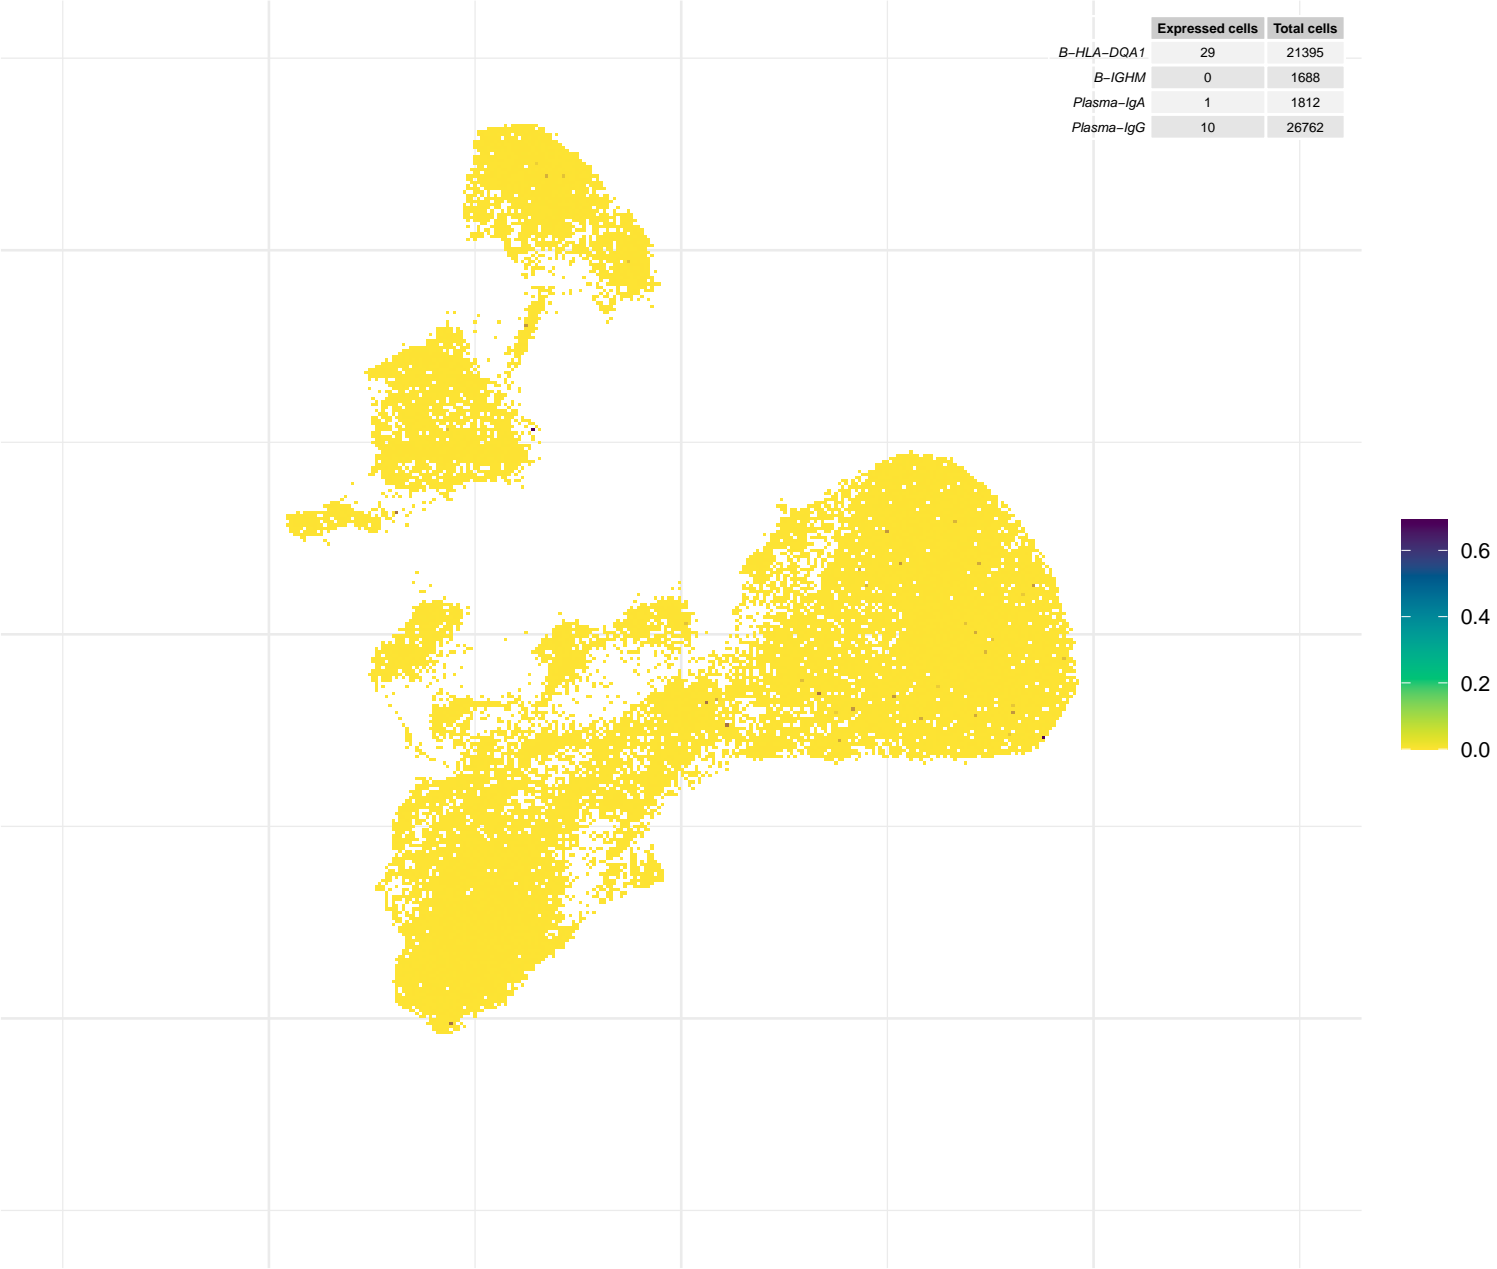 Expressed cells Total cells
B−HLA−DQA1 29 21395
B−IGHM 0 1688
Plasma−IgA 1 1812
Plasma−IgG 10 26762
0.6
0.4
0.2
0.0